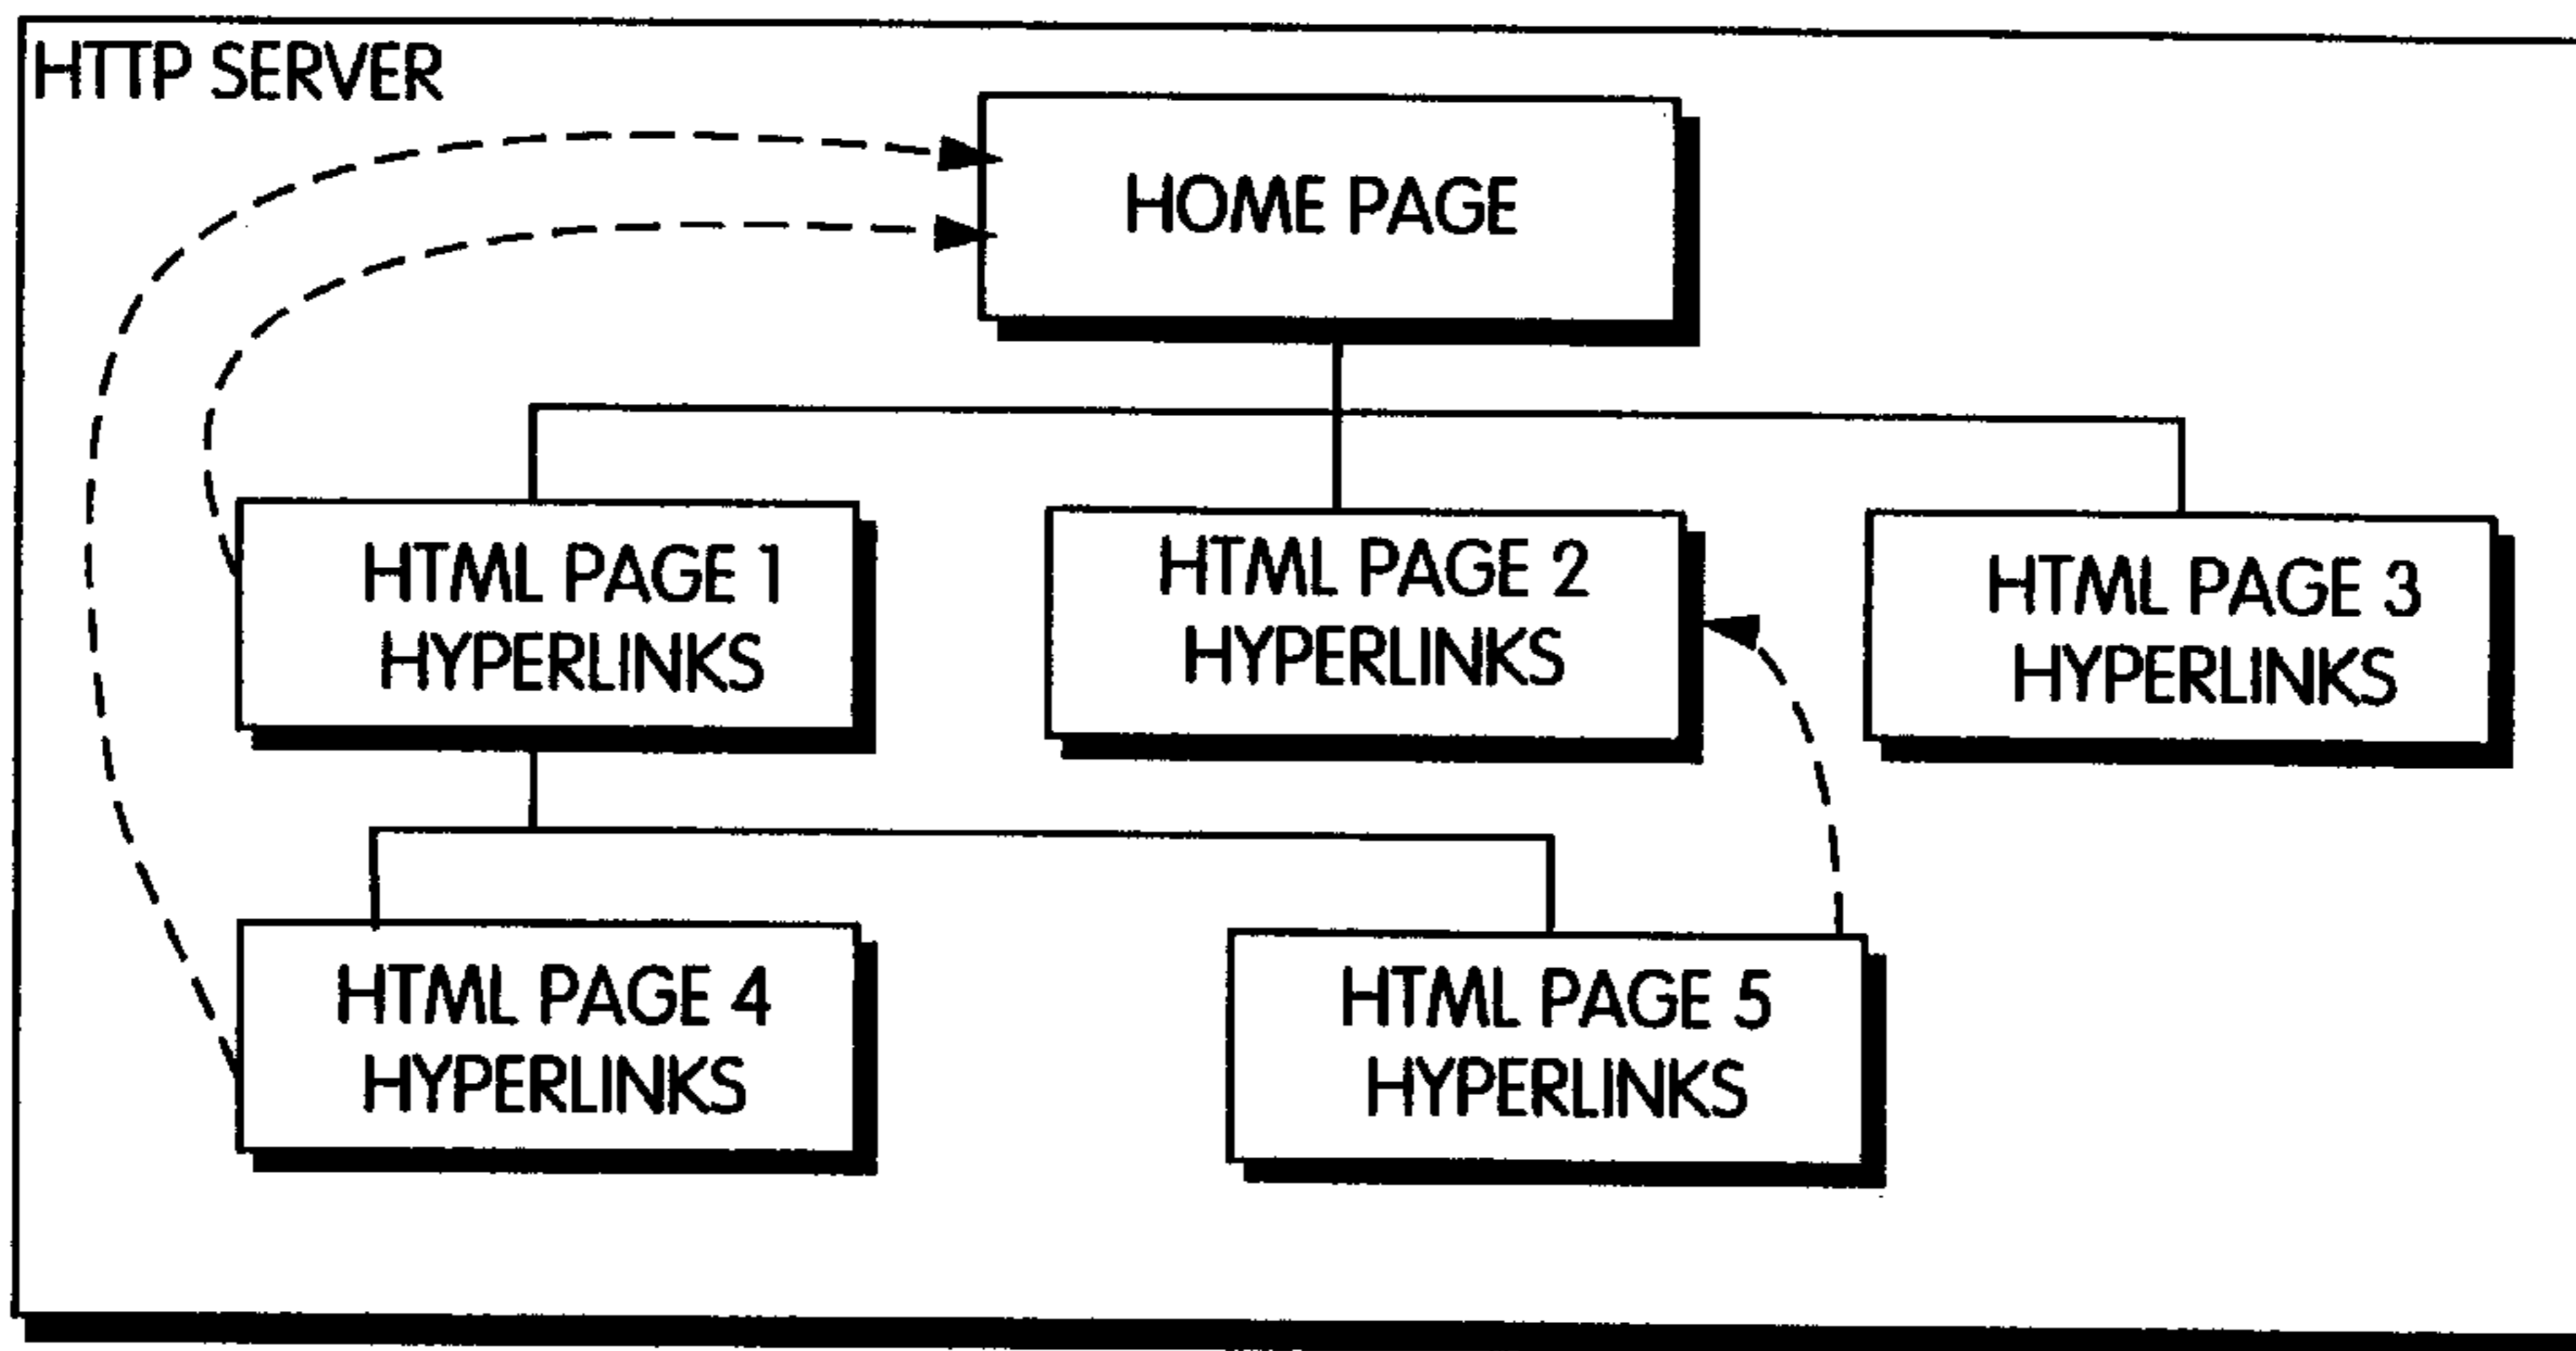 HTTP SERVER
HOME PAGE
HTML PAGE 1
HYPERLINKS
HTML PAGE 2
HYPERLINKS
HTML PAGE 3
HYPERLINKS
HTML PAGE 4
HYPERLINKS
HTML PAGE 5
HYPERLINKS